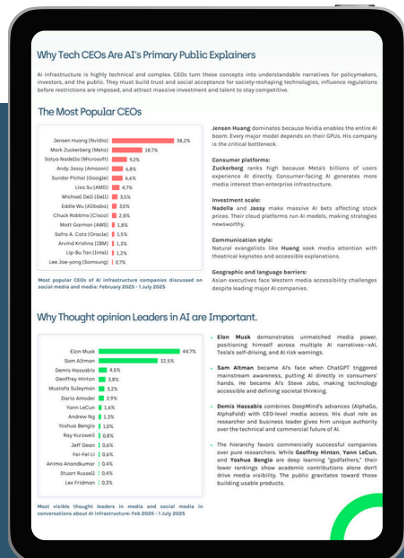 Why Tech CEOs Are AI's Primary Public Explainers
AI infrastructure is highly technical and complex. CEOs turn these concepts into understandable narratives for policymakers,
investors, and the public. They must build trust and social acceptance for society-reshaping technologies, influence regulations
before restrictions are imposed, and attract massive investment and talent to stay competitive.
The Most Popular CEOs
Jensen Huang (Nvidia) 38,2%
Mark Zuckerberg (Meta) 18,7%
Satya Nadella (Microsoft) 9,2%
Andy Jassy (Amazon) 6,8%
Sundar Pichai (Google) 6,6%
Lisa Su (AMD) 4,7%
Michael Dell (Dell) 3,5%
Eddie Wu (Alibaba) 3,0%
Chuck Robbins (Cisco) 2,8%
Matt Garman (AWS) 1,8%
Safra A. Catz (Oracle) 1,5%
Arvind Krishna (IBM) 1,3%
Lip-Bu Tan (Intel) 1,2%
Lee Jae-yong (Samsung) 0,7%
Most popular CEOs of AI infrastructure companies discussed on
social media and media: February 2025 - 1 July 2025
Jensen Huang dominates because Nvidia enables the entire AI
boom. Every major model depends on their GPUs. His company
is the critical bottleneck.
Consumer platforms:
Zuckerberg ranks high because Meta's billions of users
experience AI directly. Consumer-facing AI generates more
media interest than enterprise infrastructure.
Investment scale:
Nadella and Jassy make massive AI bets affecting stock
prices. Their cloud platforms run AI models, making strategies
newsworthy.
Communication style:
Natural evangelists like Huang seek media attention with
theatrical keynotes and accessible explanations.
Geographic and language barriers:
Asian executives face Western media accessibility challenges
despite leading major AI companies.
Why Thought opinion Leaders in AI are Important.
Elon Musk 44,7%
Sam Altman 32,5%
Demis Hassabis 4,5%
Geoffrey Hinton 3,8%
Mustafa Suleyman 3,2%
Dario Amodei 2,9%
Yann LeCun 1,6%
Andrew Ng 1,3%
Yoshua Bengio 1,0%
Ray Kurzweil 0,8%
Jeff Dean 0,6%
Fei-Fei Li 0,6%
Anima Anandkumar 0,4%
Stuart Russell 0,4%
Lex Fridman 0,3%
Most visible thought leaders in media and social media in
conversations about AI infrastructure: Feb 2025 - 1 July 2025
• Elon Musk demonstrates unmatched media power,
positioning himself across multiple AI narratives—xAI,
Tesla's self-driving, and AI risk warnings.
• Sam Altman became AI's face when ChatGPT triggered
mainstream awareness, putting AI directly in consumers'
hands. He became AI's Steve Jobs, making technology
accessible and defining societal thinking.
• Demis Hassabis combines DeepMind's advances (AlphaGo,
AlphaFold) with CEO-level media access. His dual role as
researcher and business leader gives him unique authority
over the technical and commercial future of AI.
• The hierarchy favors commercially successful companies
over pure researchers. While Geoffrey Hinton, Yann LeCun,
and Yoshua Bengio are deep learning "godfathers," their
lower rankings show academic contributions alone don't
drive media visibility. The public gravitates toward those
building usable products.